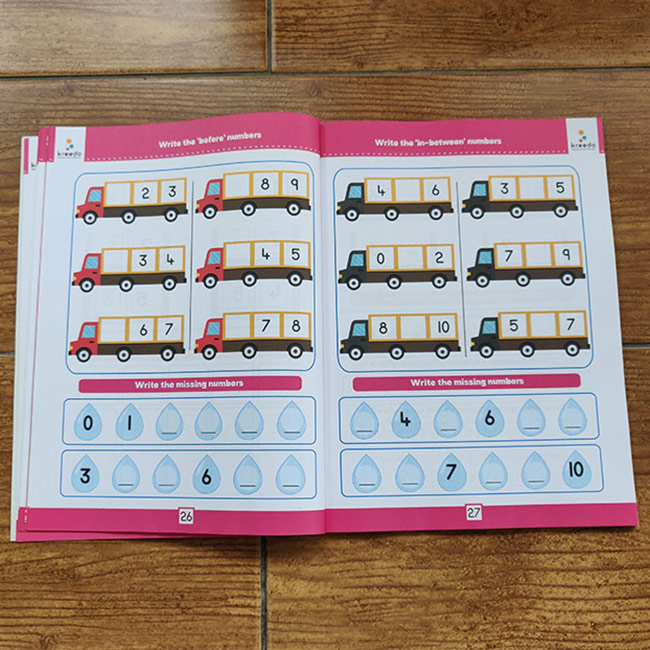 kreedo
Write the 'before' numbers
2 3
8 9
3 4
4 5
6 7
7 8
Write the missing numbers
0 1 _ _ _ _
3 _ _ 6 _ _
26
Write the 'in-between' numbers
kreedo
4 6
3 5
0 2
7 9
8 10
5 7
Write the missing numbers
_ 4 _ 6 _ _
_ _ 7 _ _ 10
27